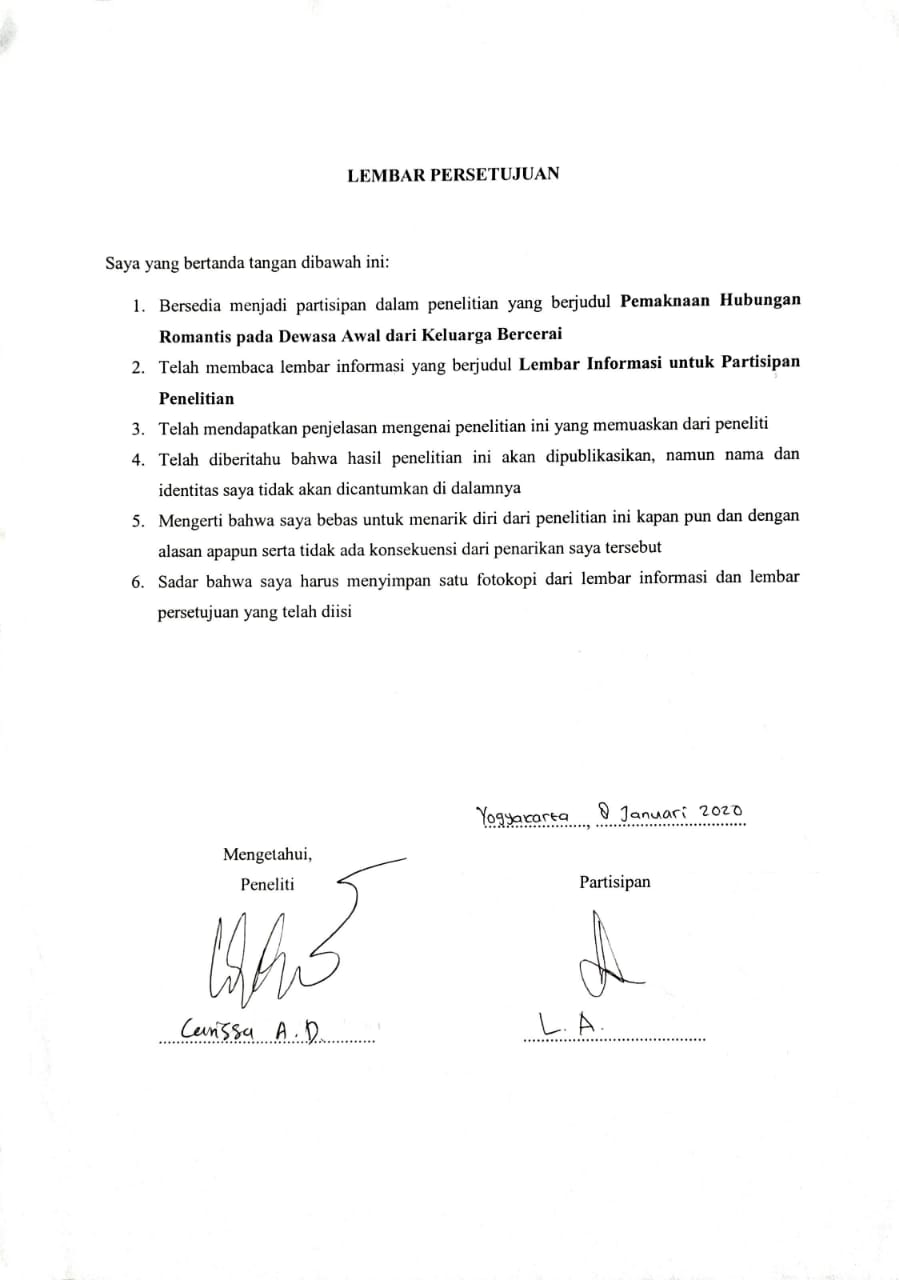 LEMBAR PERSETUJUAN
Saya yang bertanda tangan dibawah ini:
1. Bersedia menjadi partisipan dalam penelitian yang berjudul Pemaknaan Hubungan
Romantis pada Dewasa Awal dari Keluarga Bercerai
2. Telah membaca lembar informasi yang berjudul Lembar Informasi untuk Partisipan
Penelitian
3. Telah mendapatkan penjelasan mengenai penelitian ini yang memuaskan dari peneliti
4. Telah diberitahu bahwa hasil penelitian ini akan dipublikasikan, namun nama dan
identitas saya tidak akan dicantumkan di dalamnya
5. Mengerti bahwa saya bebas untuk menarik diri dari penelitian ini kapan pun dan dengan
alasan apapun serta tidak ada konsekuensi dari penarikan saya tersebut
6. Sadar bahwa saya harus menyimpan satu fotokopi dari lembar informasi dan lembar
persetujuan yang telah diisi
Yogyakarta, 8 Januari 2020
Mengetahui,
Peneliti
Partisipan
Carissa A.D.
L. A.